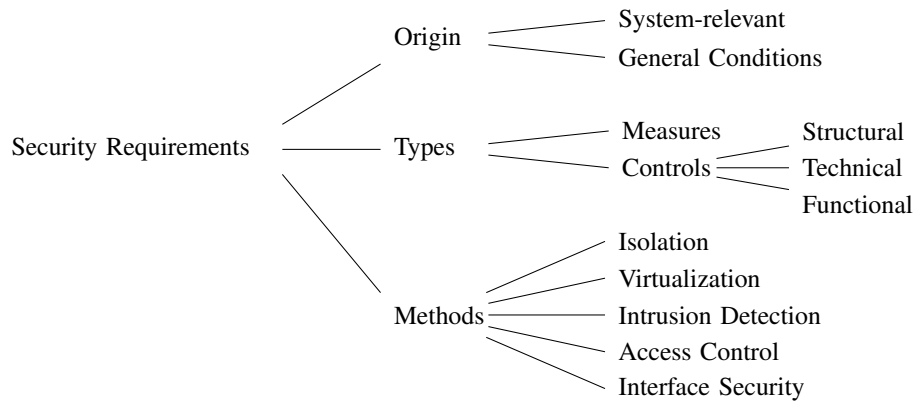 Security Requirements
Origin
System-relevant
General Conditions
Types
Measures
Controls
Structural
Technical
Functional
Methods
Isolation
Virtualization
Intrusion Detection
Access Control
Interface Security